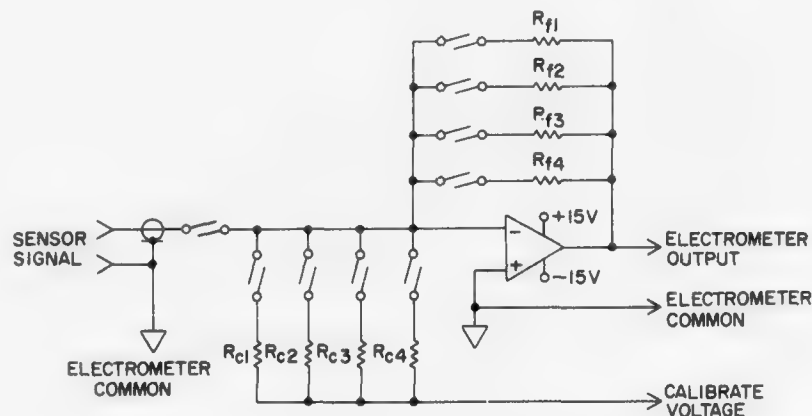 Rf1
Rf2
Rf3
Rf4
+15V
−
+
−15V
SENSOR
SIGNAL
ELECTROMETER
OUTPUT
ELECTROMETER
COMMON
ELECTROMETER
COMMON
Rc1
Rc2
Rc3
Rc4
CALIBRATE
VOLTAGE